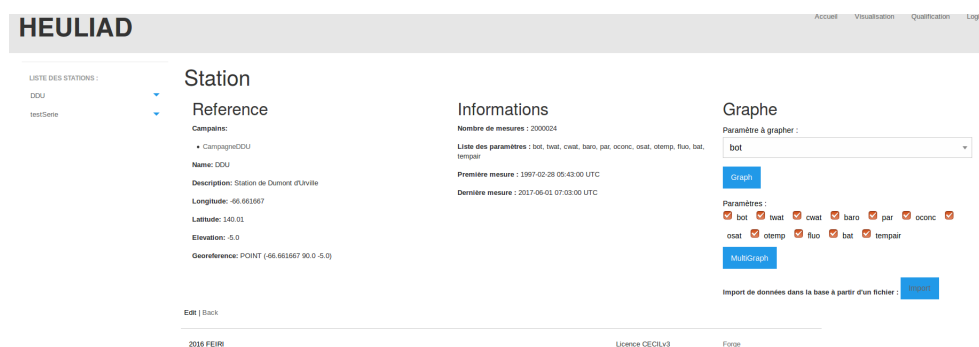 HEULIAD
Accueil Visualisation Qualification
LISTE DES STATIONS :
DDU
testSerie
Station
Reference
Campains:
CampagneDDU
Name: DDU
Description: Station de Dumont d'Urville
Longitude: -66.661667
Latitude: 140.01
Elevation: -5.0
Georeference: POINT (-66.661667 90.0 -5.0)
Informations
Nombre de mesures : 2000024
Liste des paramètres : bot, twat, cwat, baro, par, oconc, osat, otemp, fluo, bat,
tempair
Première mesure : 1997-02-28 05:43:00 UTC
Dernière mesure : 2017-06-01 07:03:00 UTC
Graphe
Paramètre à grapher :
bot
Graph
Paramètres :
bot twat cwat baro par oconc
osat otemp fluo bat tempair
MultiGraph
Import de données dans la base à partir d'un fichier : Import
Edit | Back
2016 FEIRI Licence CECILv3 Forge